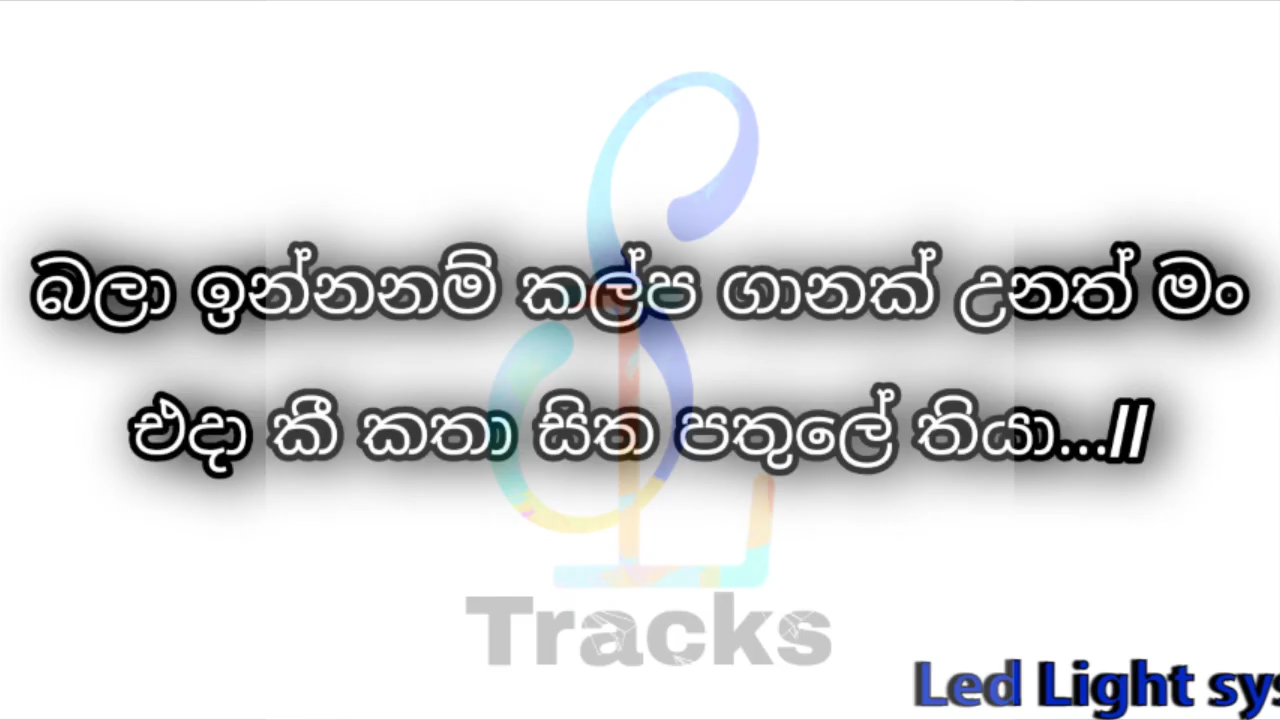 බලා ඉන්නනම් කල්ප ගානක් උනත් මං
එදා කී කතා සිත පතුලේ තියා...//
Tracks
Led Light sys